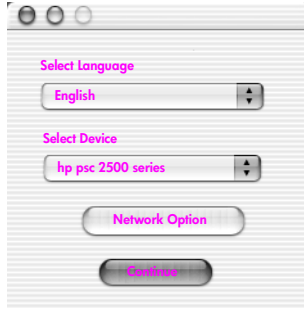 Select Language
English
Select Device
hp psc 2500 series
Network Option
Continue